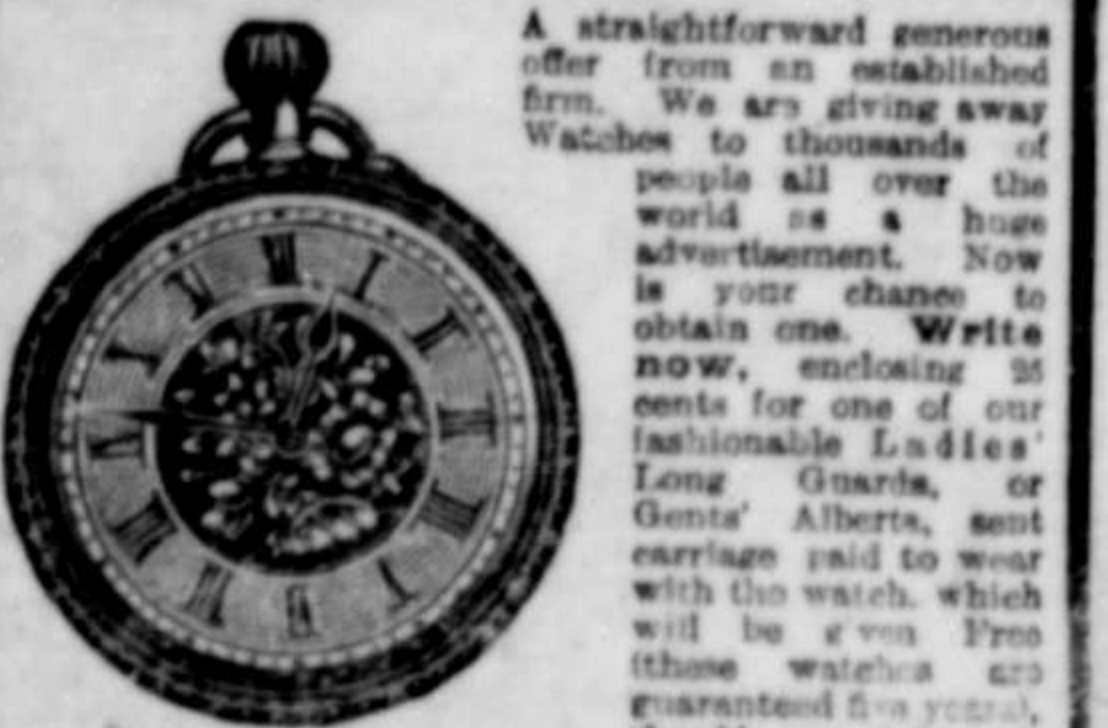 A straightforward generous
offer from an established
firm. We are giving away
Watches to thousands of
people all over the
world as a huge
advertisement. Now
is your chance to
obtain one. Write
now, enclosing 25
cents for one of our
fashionable Ladies'
Long Guards, or
Gents' Alberts, sent
carriage paid to wear
with the watch. which
will be given Free
(these watches are
guaranteed five years),